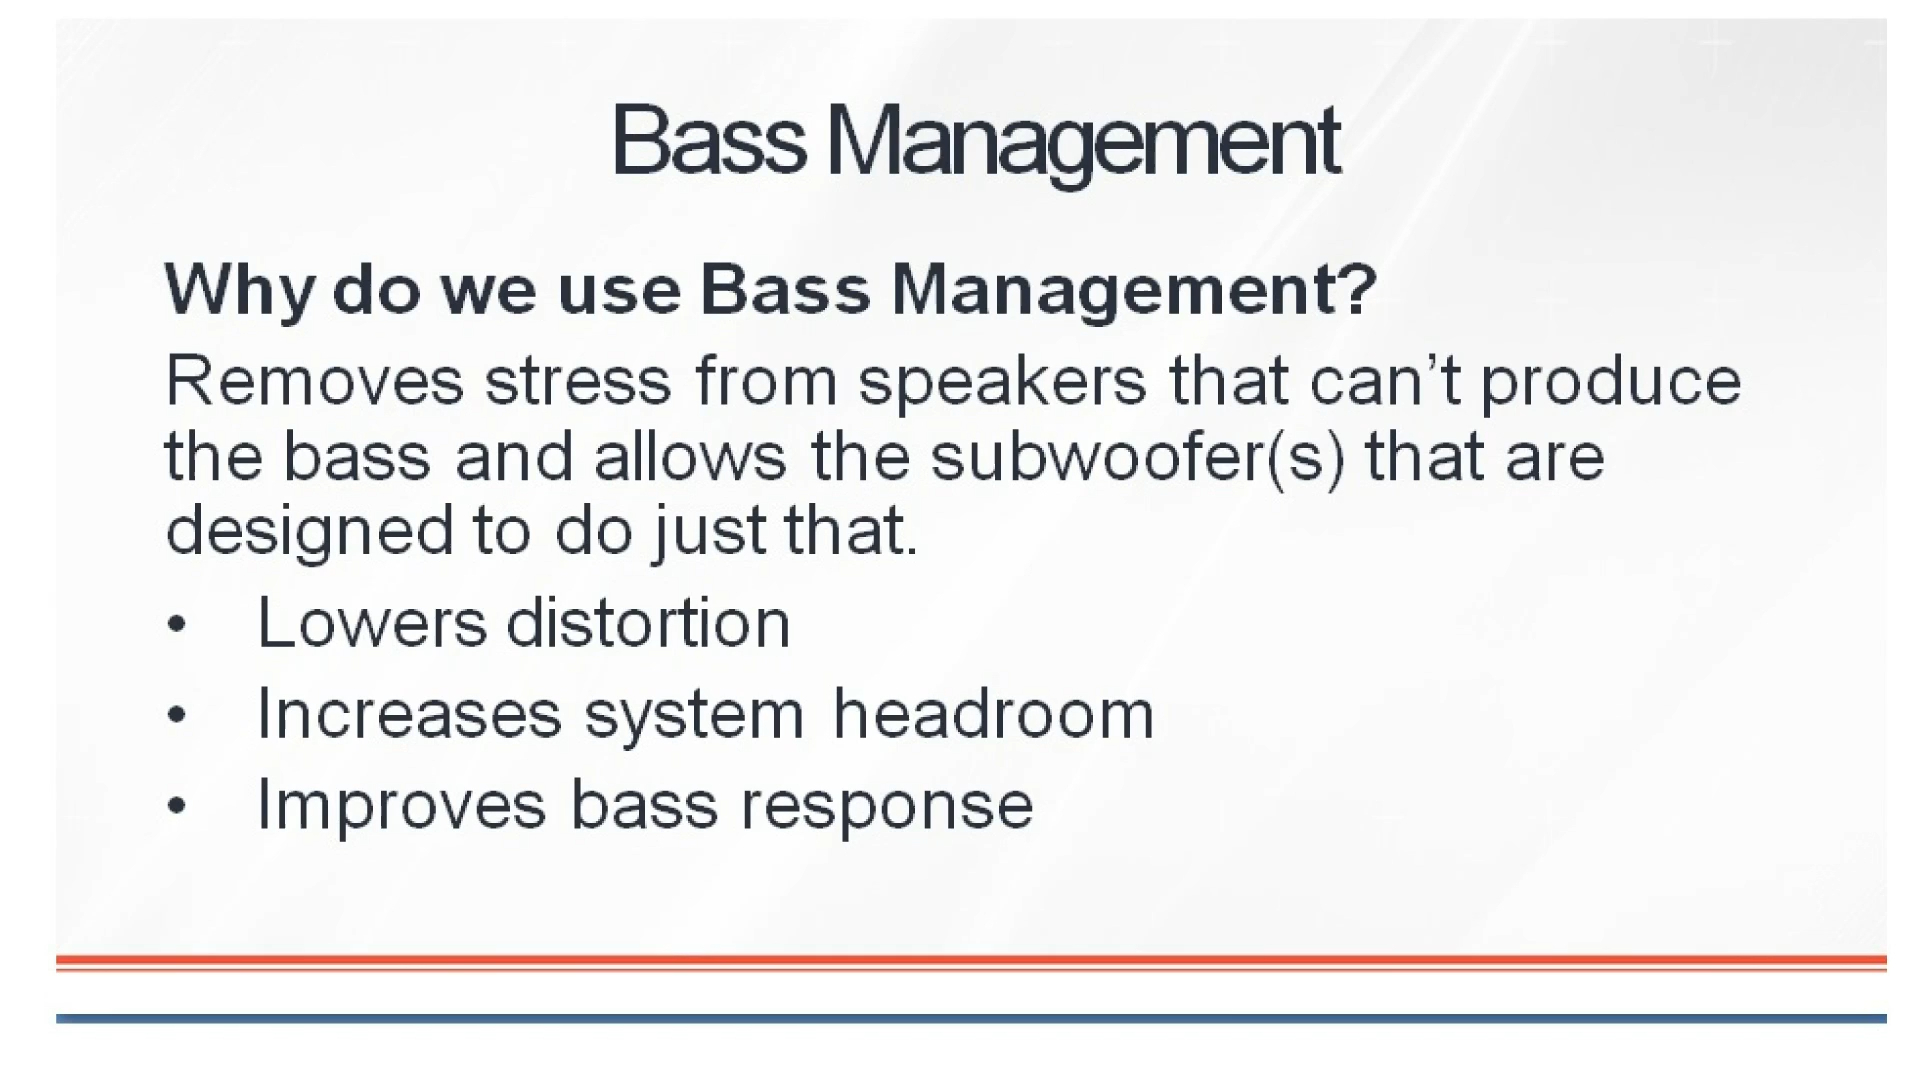 Bass Management
Why do we use Bass Management?
Removes stress from speakers that can’t produce
the bass and allows the subwoofer(s) that are
designed to do just that.
• Lowers distortion
• Increases system headroom
• Improves bass response